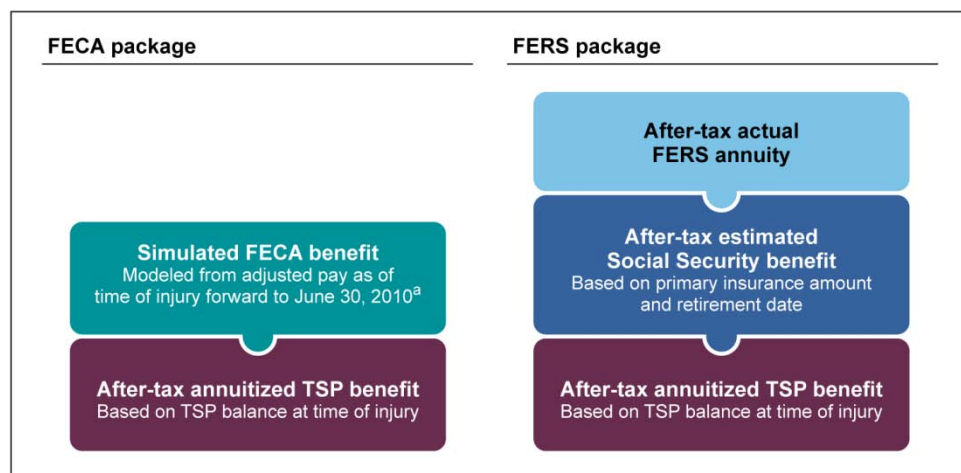 FECA package
FERS package
After-tax actual
FERS annuity
Simulated FECA benefit
Modeled from adjusted pay as of
time of injury forward to June 30, 2010ª
After-tax estimated
Social Security benefit
Based on primary insurance amount
and retirement date
After-tax annuitized TSP benefit
Based on TSP balance at time of injury
After-tax annuitized TSP benefit
Based on TSP balance at time of injury